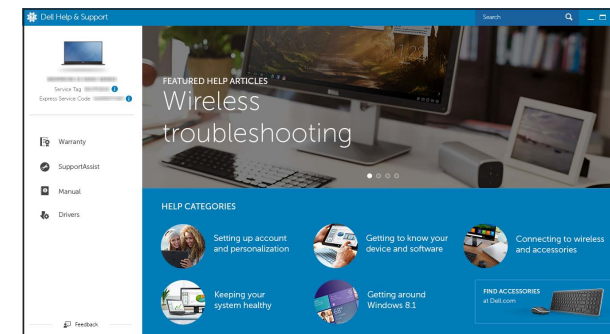 Dell Help & Support
Search
Service Tag
Express Service Code
Warranty
SupportAssist
Manual
Drivers
Feedback
FEATURED HELP ARTICLES
Wireless
troubleshooting
HELP CATEGORIES
Setting up account
and personalization
Getting to know your
device and software
Connecting to wireless
and accessories
Keeping your
system healthy
Getting around
Windows 8.1
FIND ACCESSORIES
at Dell.com